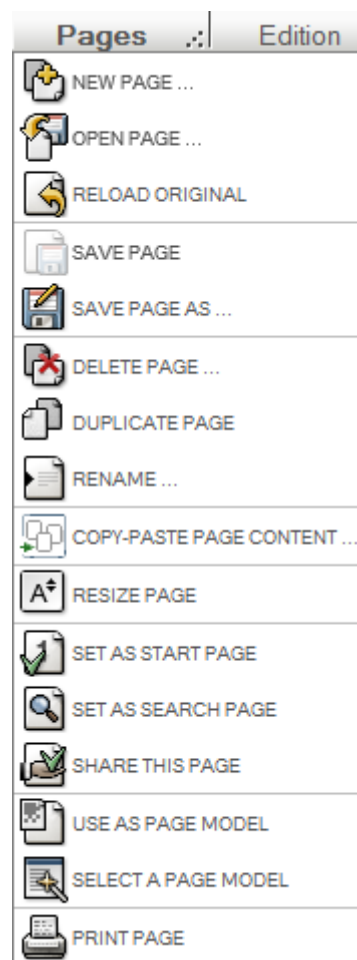 Pages Edition
NEW PAGE ...
OPEN PAGE ...
RELOAD ORIGINAL
SAVE PAGE
SAVE PAGE AS ...
DELETE PAGE ...
DUPLICATE PAGE
RENAME ...
COPY-PASTE PAGE CONTENT ...
RESIZE PAGE
SET AS START PAGE
SET AS SEARCH PAGE
SHARE THIS PAGE
USE AS PAGE MODEL
SELECT A PAGE MODEL
PRINT PAGE